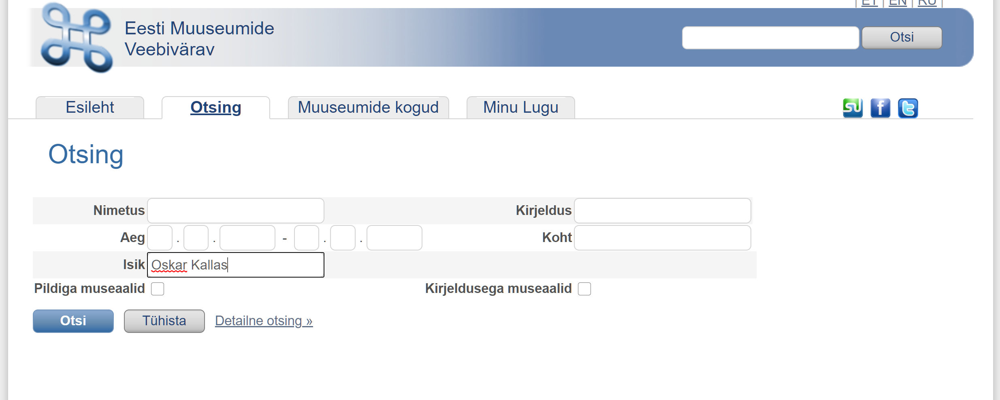 | ET | EN | RU |
Eesti Muuseumide
Veebivärav
Otsi
Esileht Otsing Muuseumide kogud Minu Lugu
Otsing
Nimetus Kirjeldus
Aeg . . - . . Koht
Isik Oskar Kallas
Pildiga museaalid Kirjeldusega museaalid
Otsi Tühista Detailne otsing »